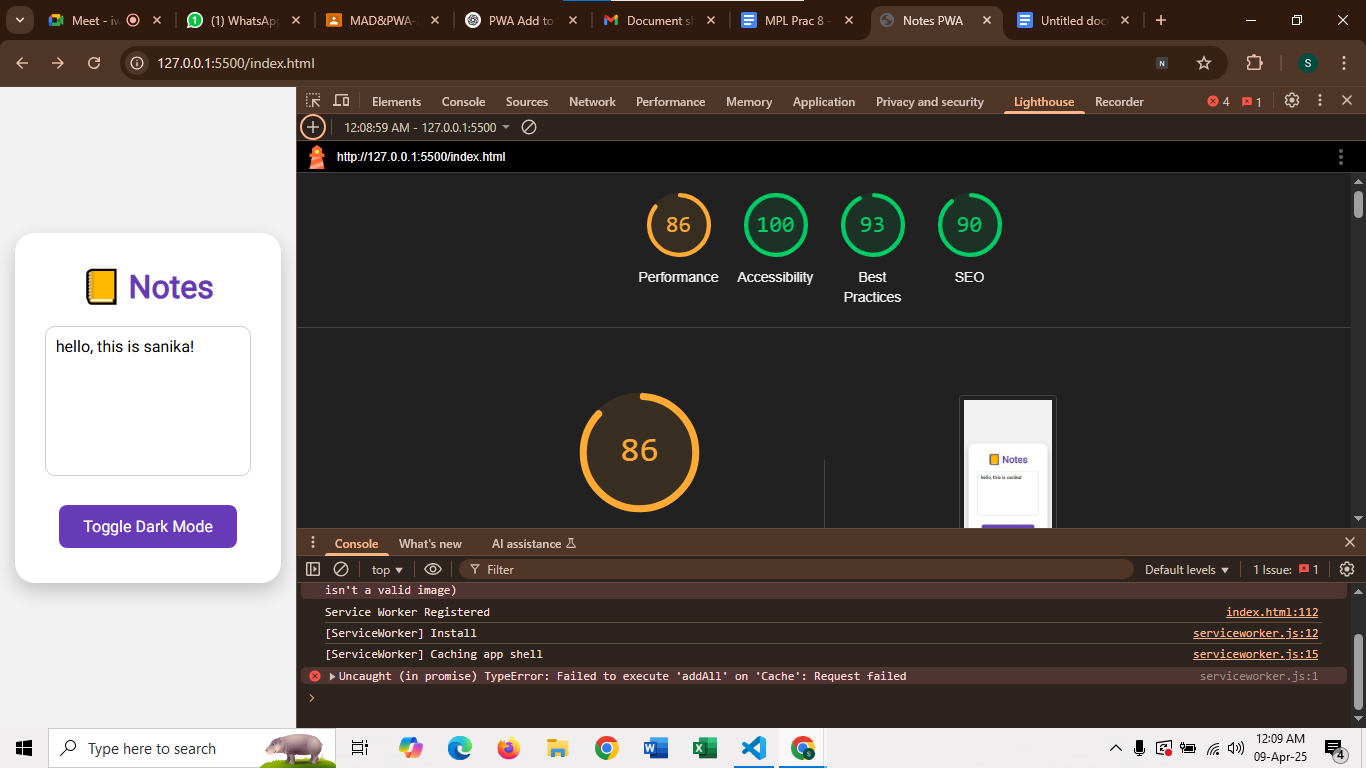 Meet - iw
(1) WhatsApp
MAD&PWA-
PWA Add to
Document sh
MPL Prac 8 -
Notes PWA
Untitled doc
127.0.0.1:5500/index.html
N
S
Elements Console Sources Network Performance Memory Application Privacy and security Lighthouse Recorder 4 1
12:08:59 AM - 127.0.0.1:5500
http://127.0.0.1:5500/index.html
86 100 93 90
Performance Accessibility Best Practices SEO
Notes
hello, this is sanika!
Toggle Dark Mode
86
Notes
hello, this is sanika!
Console What's new AI assistance
top Filter Default levels 1 Issue: 1
isn't a valid image)
Service Worker Registered index.html:112
[ServiceWorker] Install serviceworker.js:12
[ServiceWorker] Caching app shell serviceworker.js:15
Uncaught (in promise) TypeError: Failed to execute 'addAll' on 'Cache': Request failed serviceworker.js:1
Type here to search
12:09 AM
09-Apr-25
4